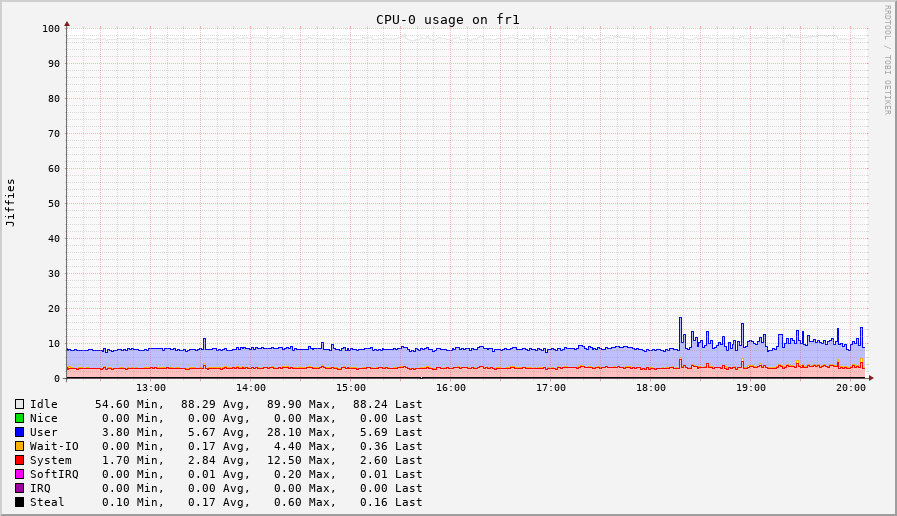 CPU-0 usage on fr1
RRDTOOL / TOBI OETIKER
Jiffies
100
90
80
70
60
50
40
30
20
10
0
13:00 14:00 15:00 16:00 17:00 18:00 19:00 20:00
Idle 54.60 Min, 88.29 Avg, 89.90 Max, 88.24 Last
Nice 0.00 Min, 0.00 Avg, 0.00 Max, 0.00 Last
User 3.80 Min, 5.67 Avg, 28.10 Max, 5.69 Last
Wait-IO 0.00 Min, 0.17 Avg, 4.40 Max, 0.36 Last
System 1.70 Min, 2.84 Avg, 12.50 Max, 2.60 Last
SoftIRQ 0.00 Min, 0.01 Avg, 0.20 Max, 0.01 Last
IRQ 0.00 Min, 0.00 Avg, 0.00 Max, 0.00 Last
Steal 0.10 Min, 0.17 Avg, 0.60 Max, 0.16 Last